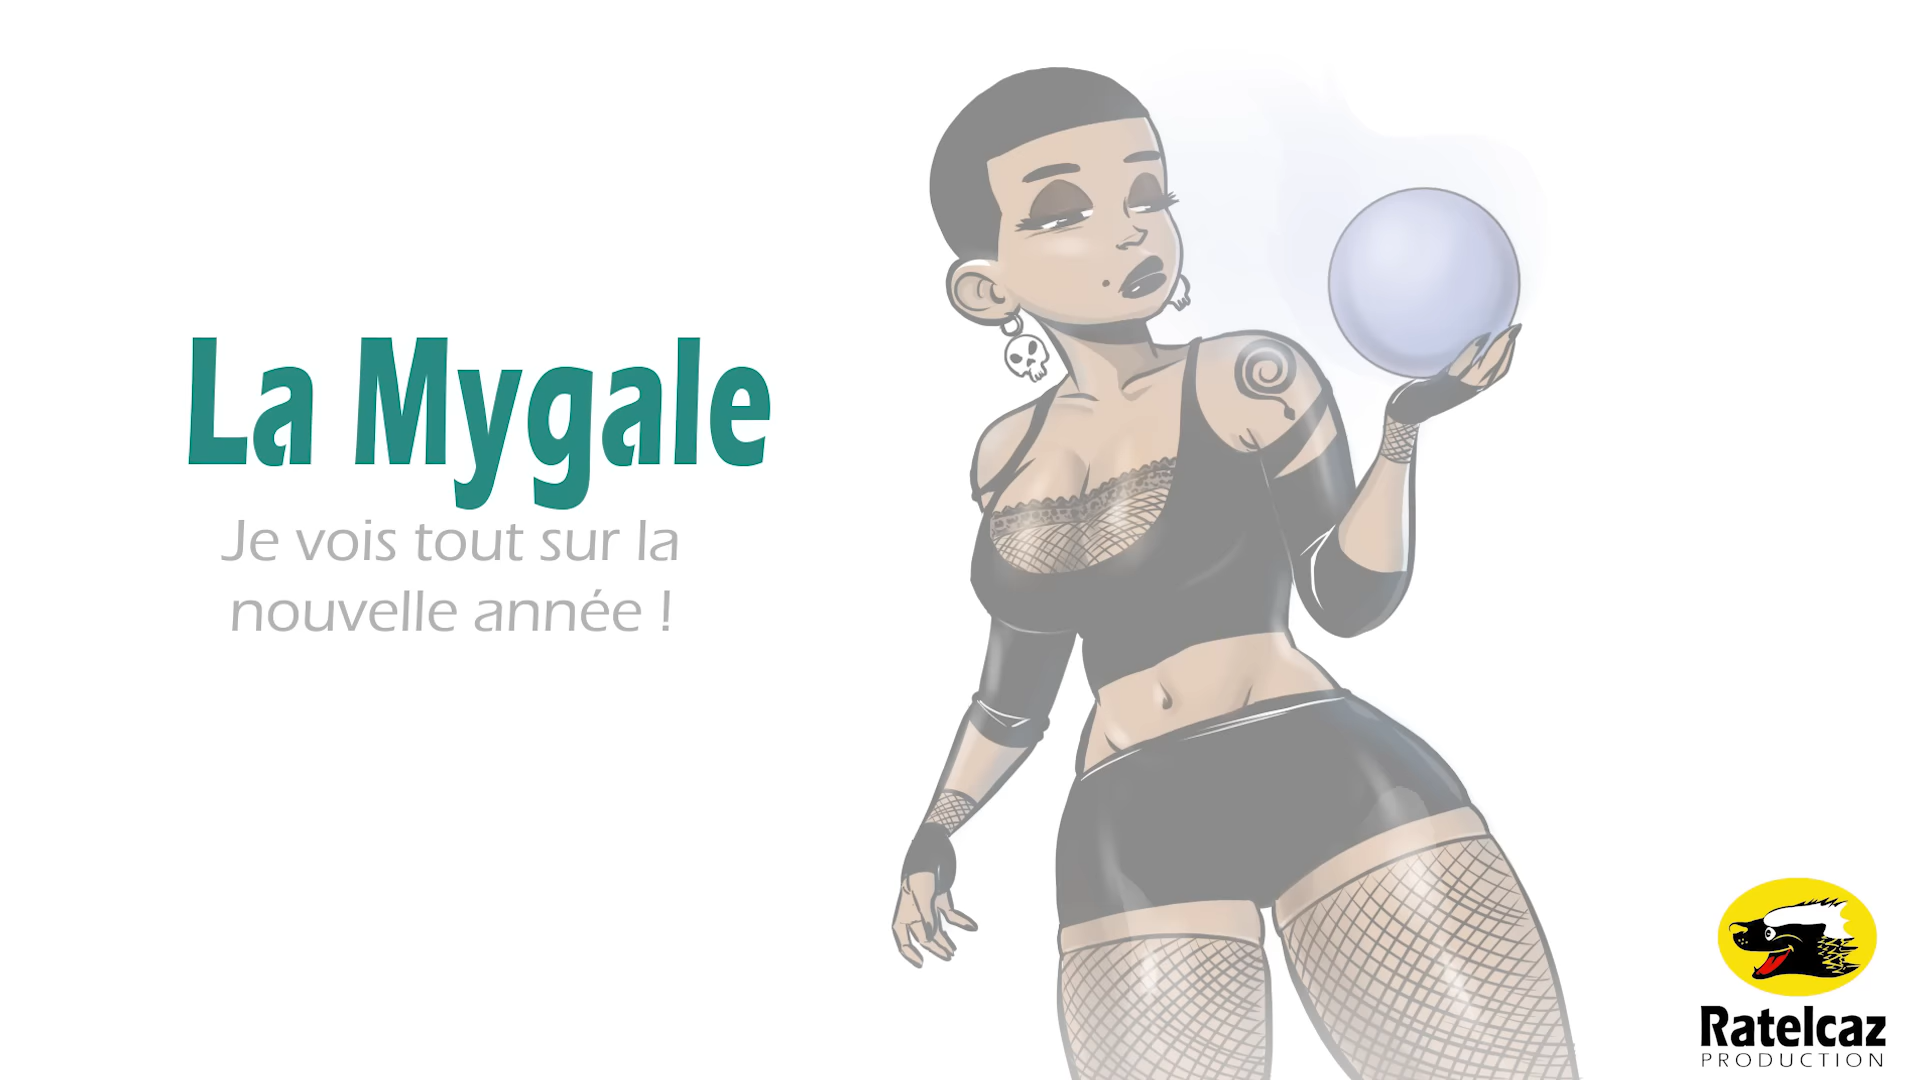 La Mygale
Je vois tout sur la
nouvelle année !
Ratelcaz
PRODUCTION